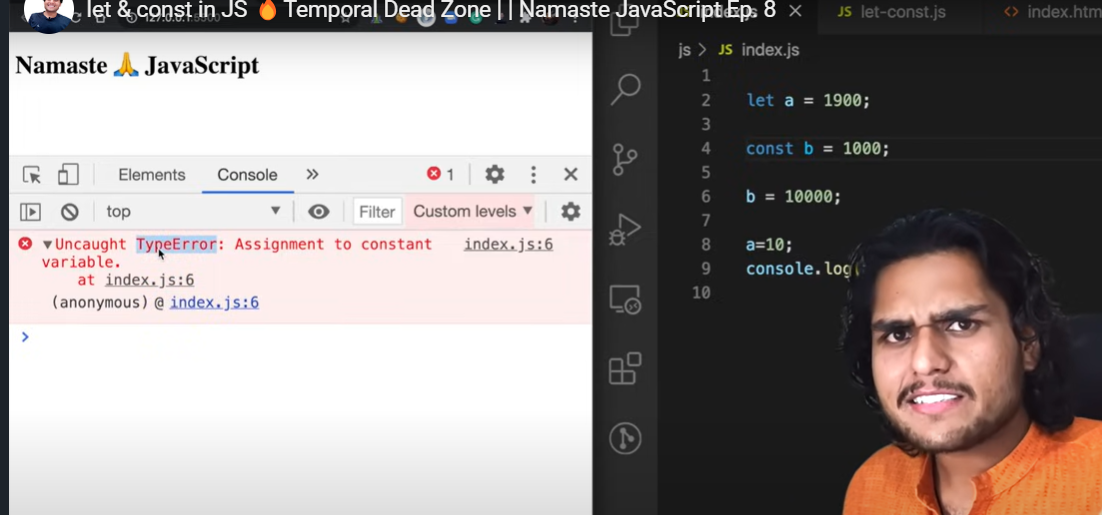 let & const in JS 🔥 Temporal Dead Zone || Namaste JavaScript Ep. 8
JS let-const.js
<> index.htm
Namaste 🙏 JavaScript
Elements
Console
1
top
Filter
Custom levels
Uncaught TypeError: Assignment to constant variable.
index.js:6
at index.js:6
(anonymous) @ index.js:6
js > JS index.js
1
2 let a = 1900;
3
4 const b = 1000;
5
6 b = 10000;
7
8 a=10;
9 console.log
10